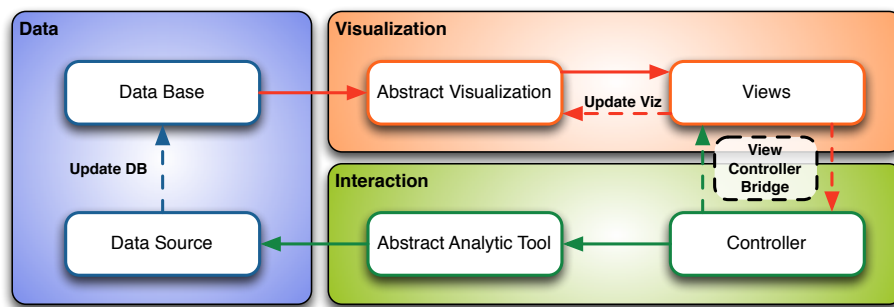 Data
Visualization
Data Base
Abstract Visualization
Views
Update Viz
Update DB
View
Controller
Bridge
Interaction
Data Source
Abstract Analytic Tool
Controller